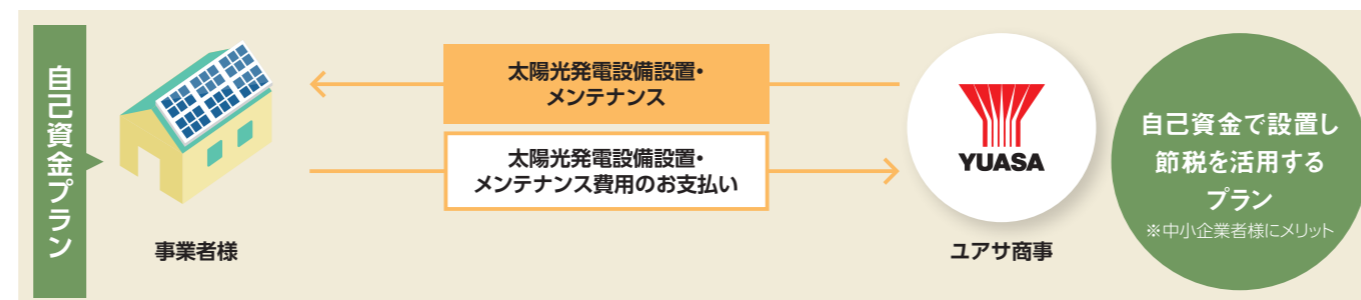 自己資金プラン
太陽光発電設備設置・
メンテナンス
太陽光発電設備設置・
メンテナンス費用のお支払い
事業者様
YUASA
ユアサ商事
自己資金で設置し
節税を活用する
プラン
※中小企業者様にメリット